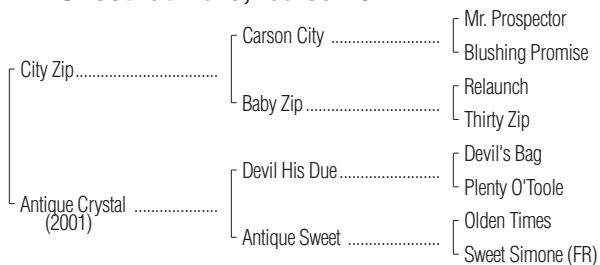 Mr. Prospector
Carson City ............................
Blushing Promise
City Zip....................................
Relaunch
Baby Zip ..................................
Thirty Zip
Devil's Bag
Devil His Due.........................
Plenty O'Toole
Antique Crystal .....................
(2001)
Olden Times
Antique Sweet .......................
Sweet Simone (FR)